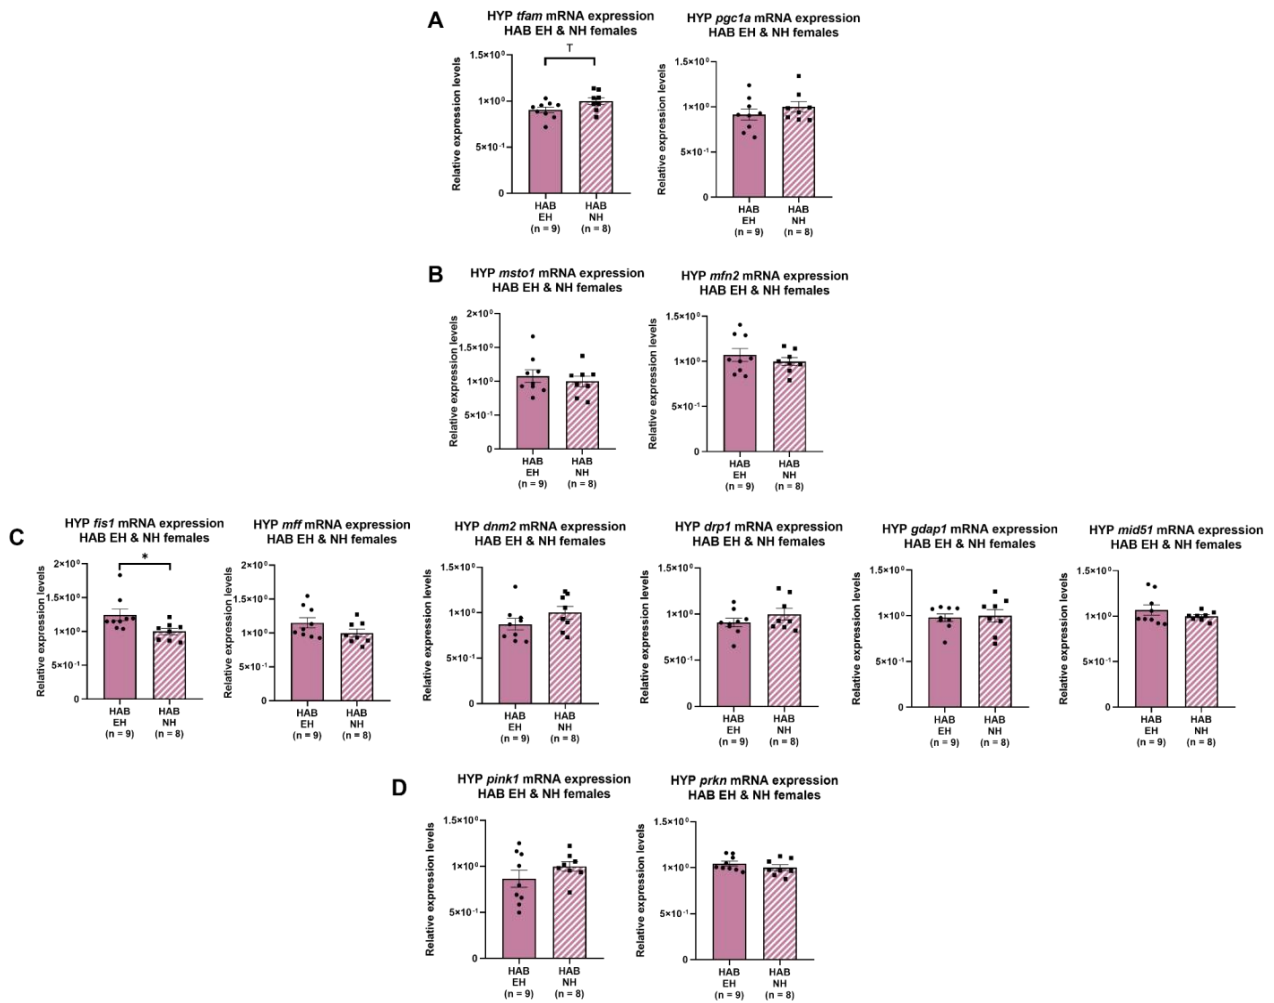 A
HYP tfam mRNA expression
HAB EH & NH females
Relative expression levels
1.5×10⁰
1×10⁰
5×10⁻¹
0
T
HAB
EH
(n = 9)
HAB
NH
(n = 8)
HYP pgc1a mRNA expression
HAB EH & NH females
Relative expression levels
1.5×10⁰
1×10⁰
5×10⁻¹
0
HAB
EH
(n = 9)
HAB
NH
(n = 8)
B
HYP msto1 mRNA expression
HAB EH & NH females
Relative expression levels
2×10⁰
1.5×10⁰
1×10⁰
5×10⁻¹
0
HAB
EH
(n = 9)
HAB
NH
(n = 8)
HYP mfn2 mRNA expression
HAB EH & NH females
Relative expression levels
1.5×10⁰
1×10⁰
5×10⁻¹
0
HAB
EH
(n = 9)
HAB
NH
(n = 8)
C
HYP fis1 mRNA expression
HAB EH & NH females
Relative expression levels
2×10⁰
1.5×10⁰
1×10⁰
5×10⁻¹
0
*
HAB
EH
(n = 9)
HAB
NH
(n = 8)
HYP mff mRNA expression
HAB EH & NH females
Relative expression levels
2×10⁰
1.5×10⁰
1×10⁰
5×10⁻¹
0
HAB
EH
(n = 9)
HAB
NH
(n = 8)
HYP dnm2 mRNA expression
HAB EH & NH females
Relative expression levels
1.5×10⁰
1×10⁰
5×10⁻¹
0
HAB
EH
(n = 9)
HAB
NH
(n = 8)
HYP drp1 mRNA expression
HAB EH & NH females
Relative expression levels
1.5×10⁰
1×10⁰
5×10⁻¹
0
HAB
EH
(n = 9)
HAB
NH
(n = 8)
HYP gdap1 mRNA expression
HAB EH & NH females
Relative expression levels
1.5×10⁰
1×10⁰
5×10⁻¹
0
HAB
EH
(n = 9)
HAB
NH
(n = 8)
HYP mid51 mRNA expression
HAB EH & NH females
Relative expression levels
1.5×10⁰
1×10⁰
5×10⁻¹
0
HAB
EH
(n = 9)
HAB
NH
(n = 8)
D
HYP pink1 mRNA expression
HAB EH & NH females
Relative expression levels
1.5×10⁰
1×10⁰
5×10⁻¹
0
HAB
EH
(n = 9)
HAB
NH
(n = 8)
HYP prkn mRNA expression
HAB EH & NH females
Relative expression levels
1.5×10⁰
1×10⁰
5×10⁻¹
0
HAB
EH
(n = 9)
HAB
NH
(n = 8)